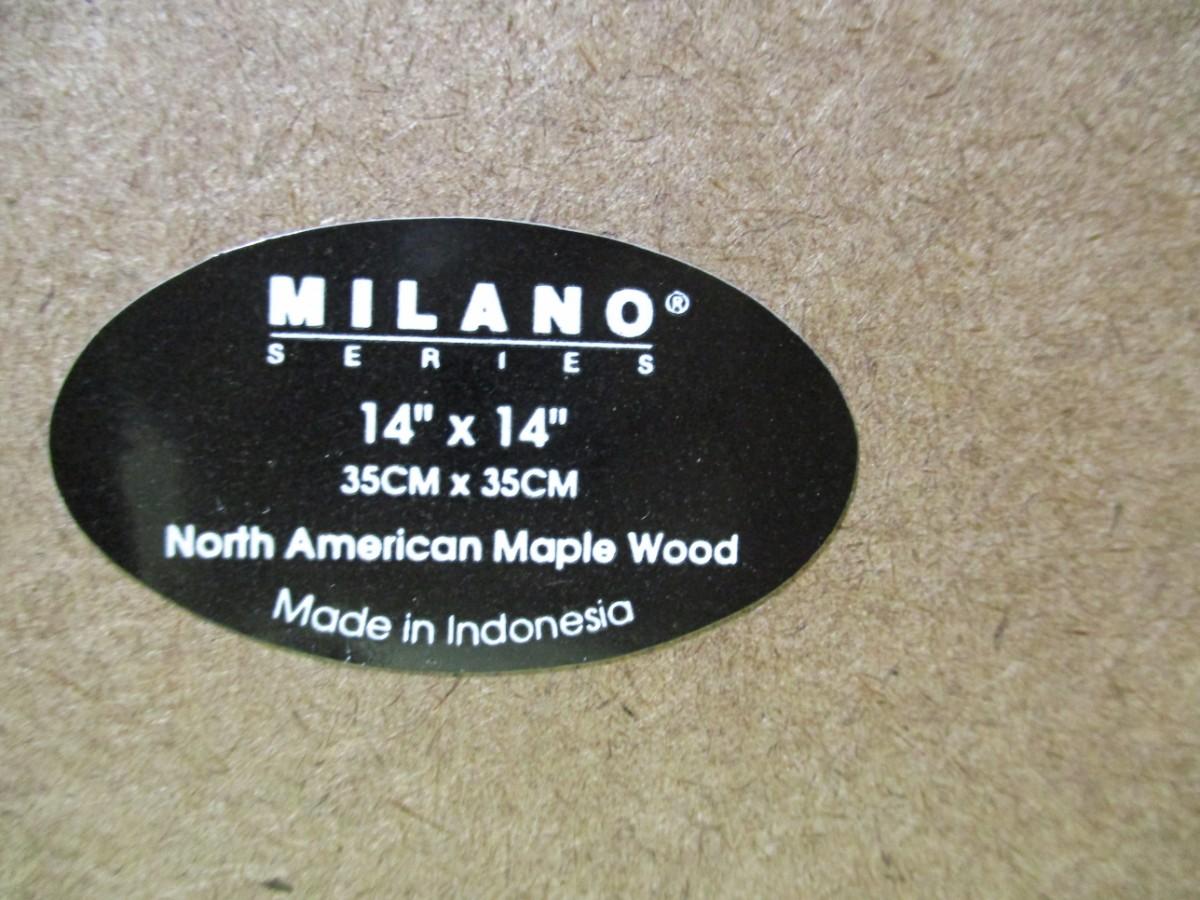 MILANO®
SERIES
14" x 14"
35CM x 35CM
North American Maple Wood
Made in Indonesia